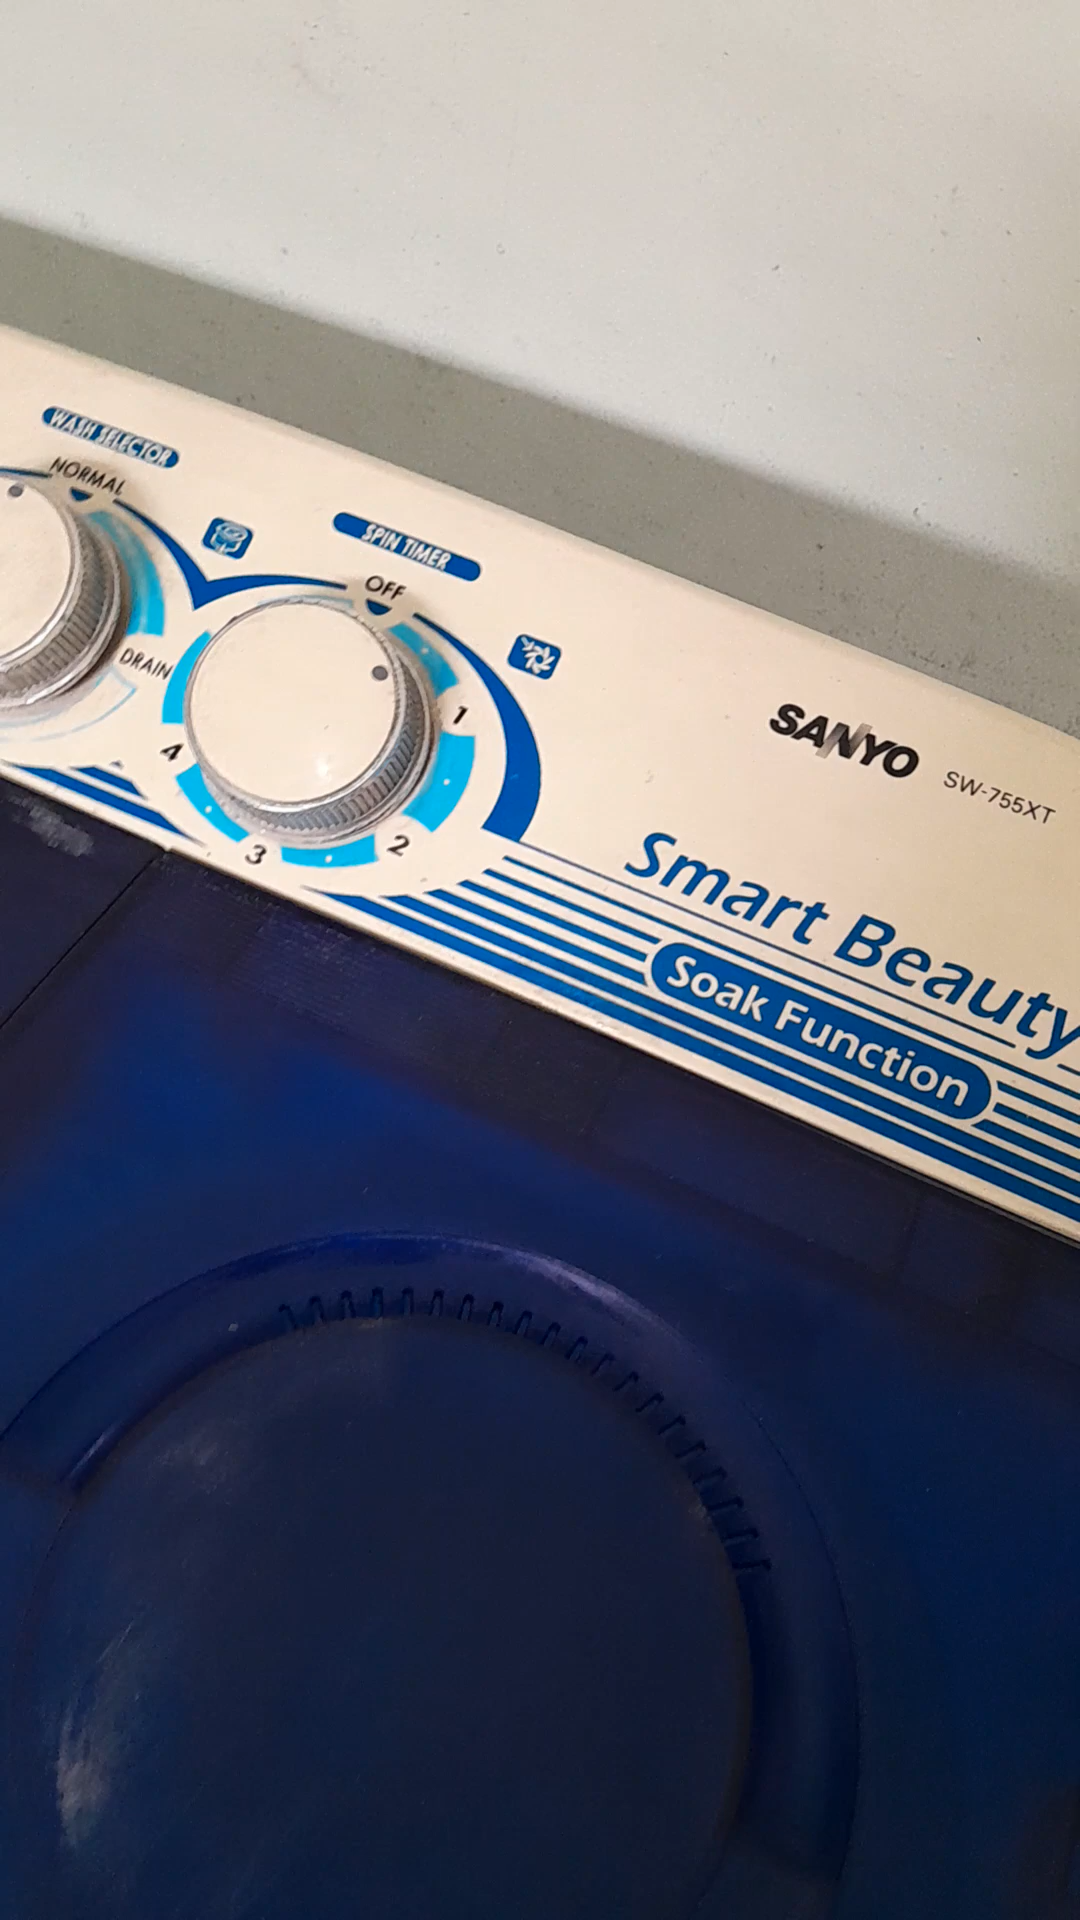 WASH SELECTOR
NORMAL
DRAIN
SPIN TIMER
OFF
1
2
3
4
SANYO SW-755XT
Smart Beauty
Soak Function